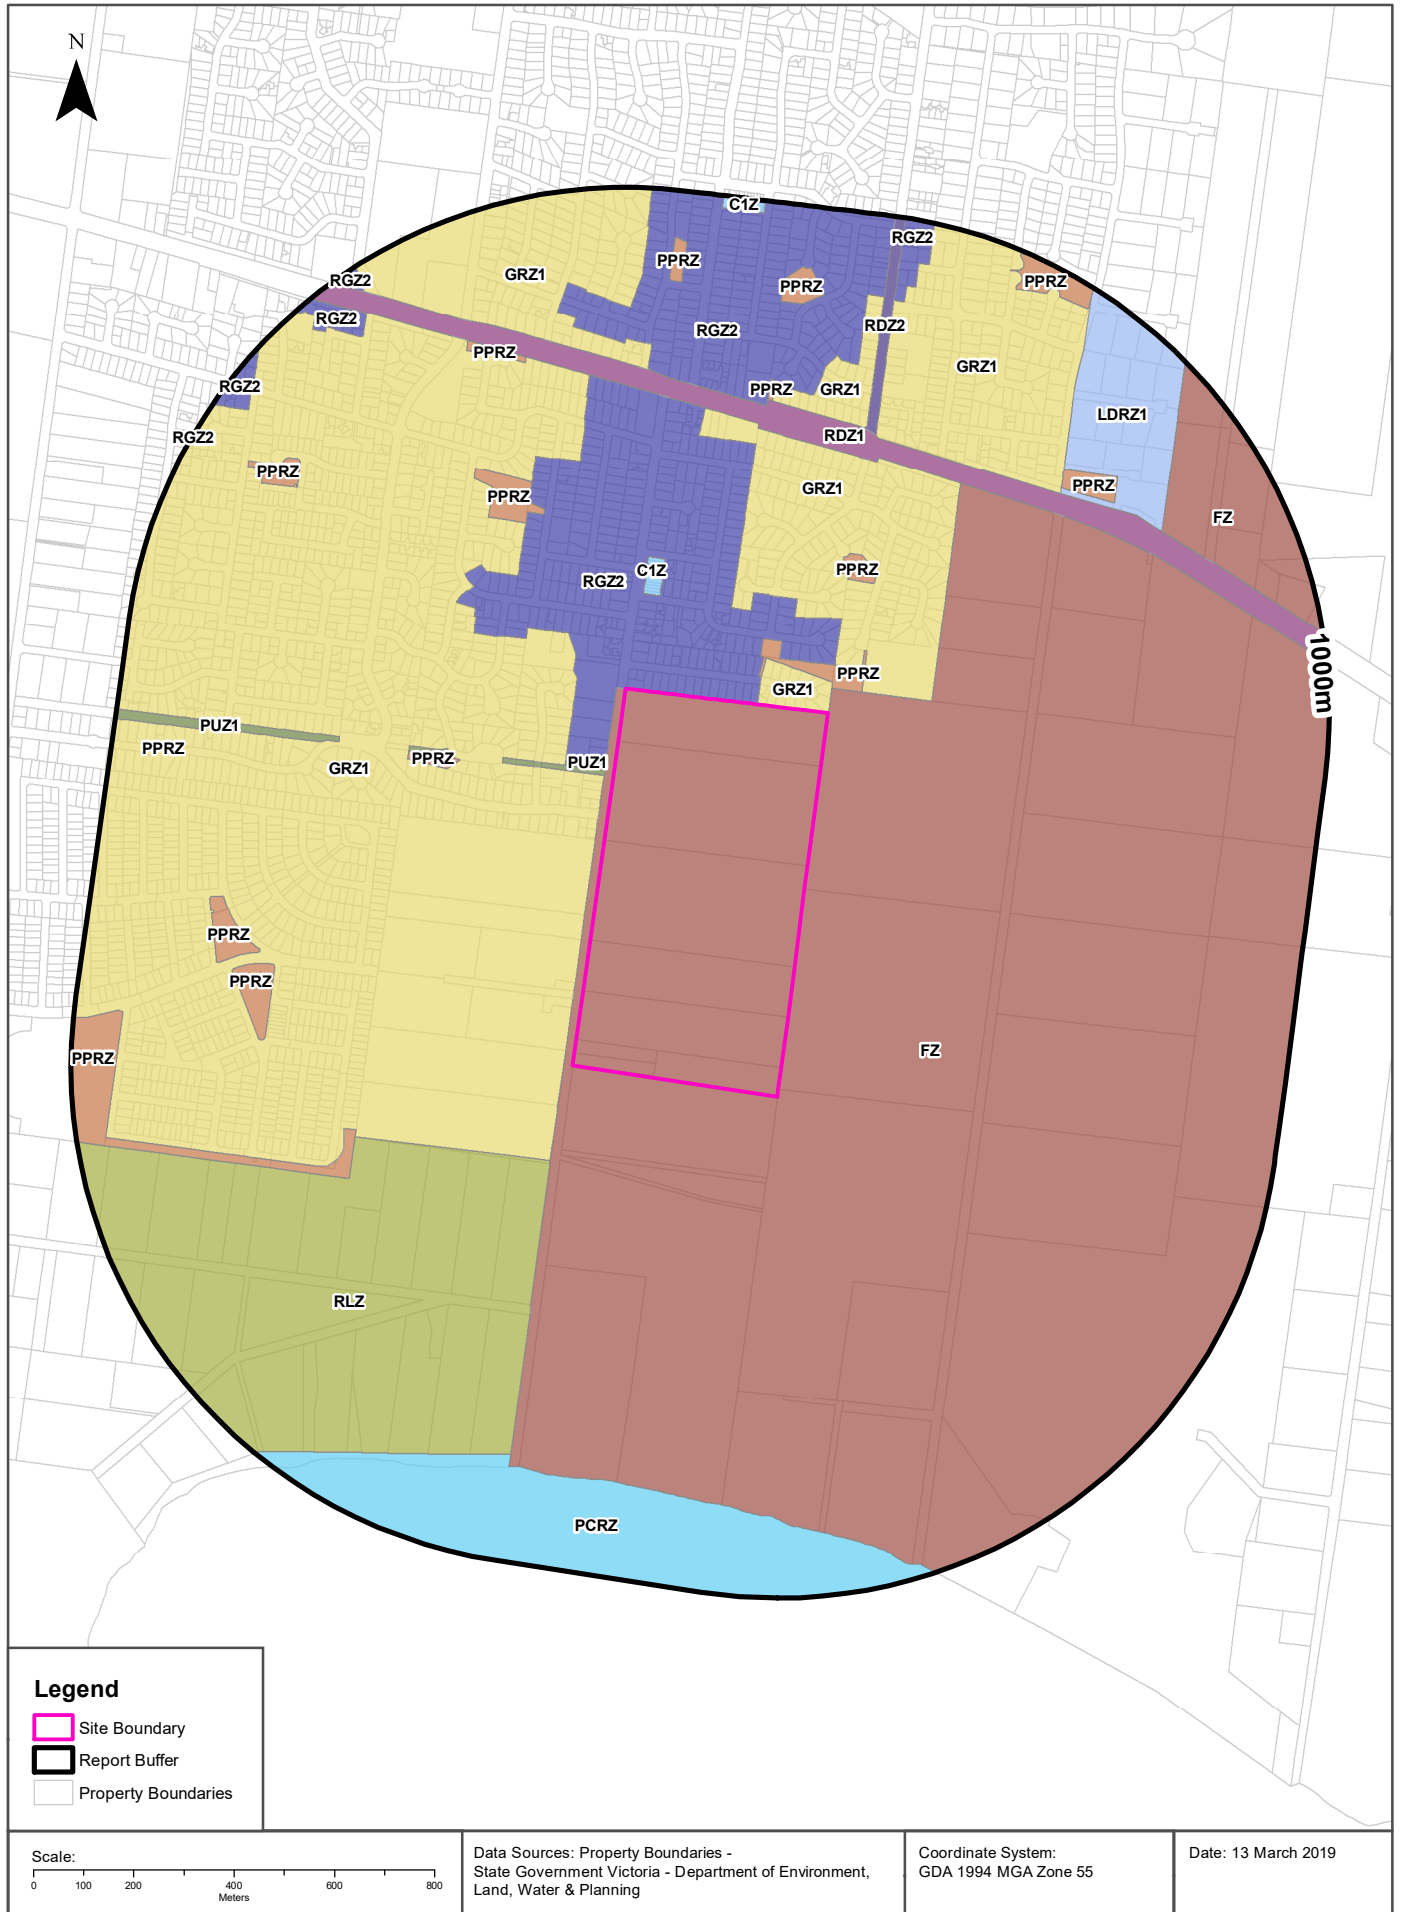 N
C1Z
RGZ2
PPRZ
GRZ1
RGZ2
PPRZ
PPRZ
RGZ2
RDZ2
RGZ2
PPRZ
GRZ1
RGZ2
PPRZ
GRZ1
LDRZ1
RGZ2
RDZ1
PPRZ
PPRZ
GRZ1
PPRZ
FZ
PPRZ
C1Z
RGZ2
1000m
PPRZ
GRZ1
PUZ1
PPRZ
PPRZ
PUZ1
GRZ1
PPRZ
PPRZ
FZ
PPRZ
RLZ
PCRZ
Legend
Site Boundary
Report Buffer
Property Boundaries
Scale:
0 100 200 400 600 800
Meters
Data Sources: Property Boundaries -
State Government Victoria - Department of Environment,
Land, Water & Planning
Coordinate System:
GDA 1994 MGA Zone 55
Date: 13 March 2019